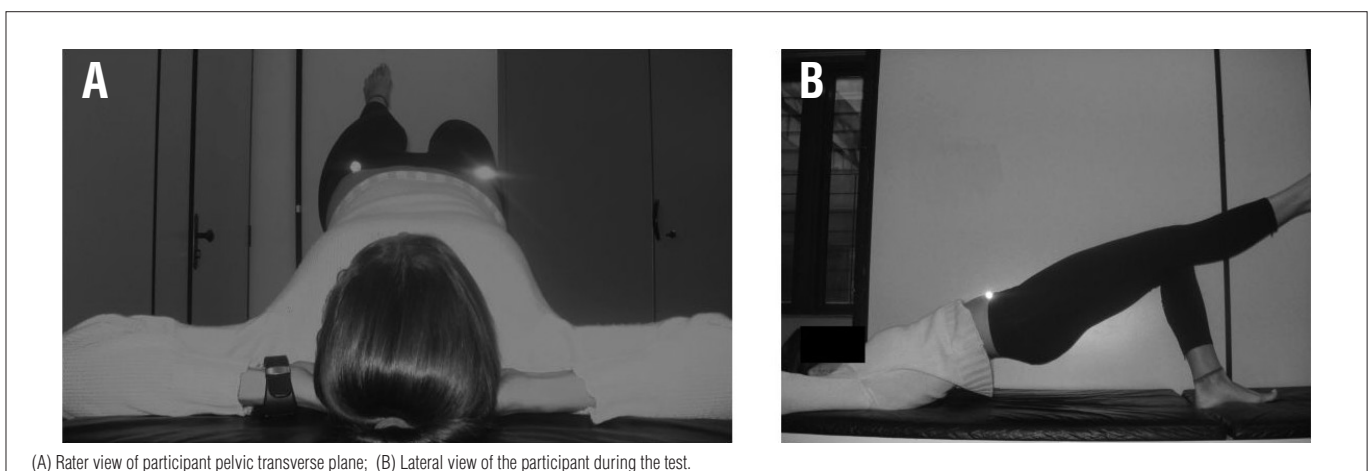 A
B
(A) Rater view of participant pelvic transverse plane; (B) Lateral view of the participant during the test.